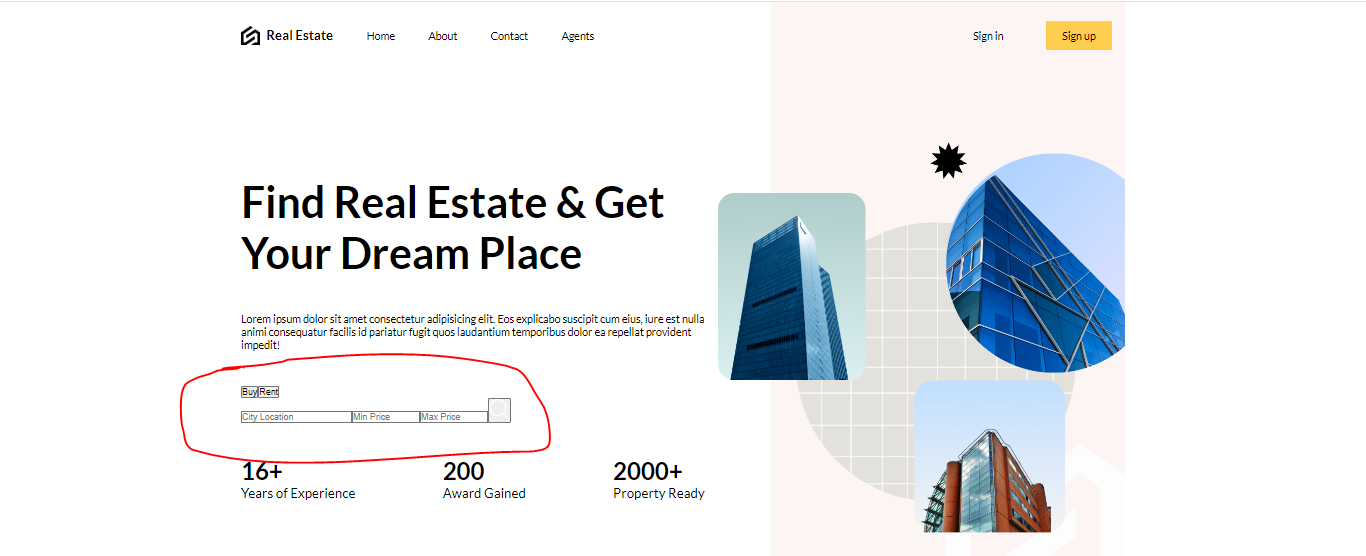 Real Estate Home About Contact Agents Sign in Sign up
Find Real Estate & Get
Your Dream Place
Lorem ipsum dolor sit amet consectetur adipisicing elit. Eos explicabo suscipit cum eius, iure est nulla
animi consequatur facilis id pariatur fugit quos laudantium temporibus dolor ea repellat provident
impedit!
Buy Rent
City Location Min Price Max Price
16+ 200 2000+
Years of Experience Award Gained Property Ready